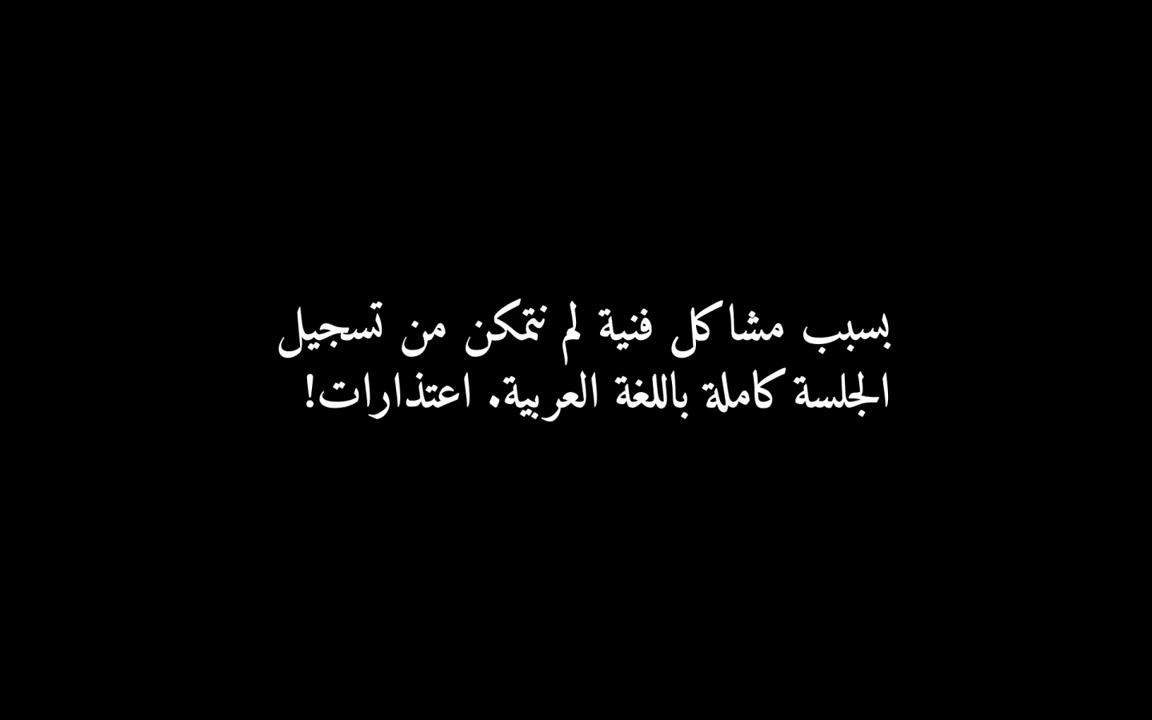 بسبب مشاكل فنية لم نتمكن من تسجيل
الجلسة كاملة باللغة العربية. اعتذارات!